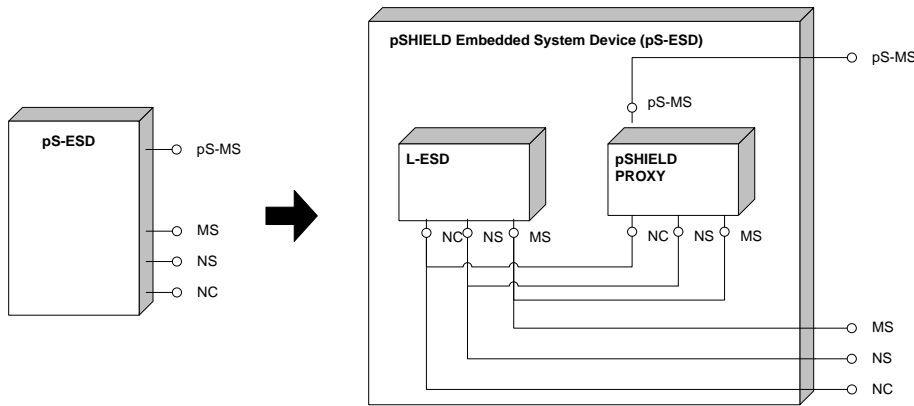 pS-ESD
pS-MS
MS
NS
NC
pSHIELD Embedded System Device (pS-ESD)
pS-MS
pS-MS
L-ESD
pSHIELD
PROXY
NC
NS
MS
NC
NS
MS
MS
NS
NC